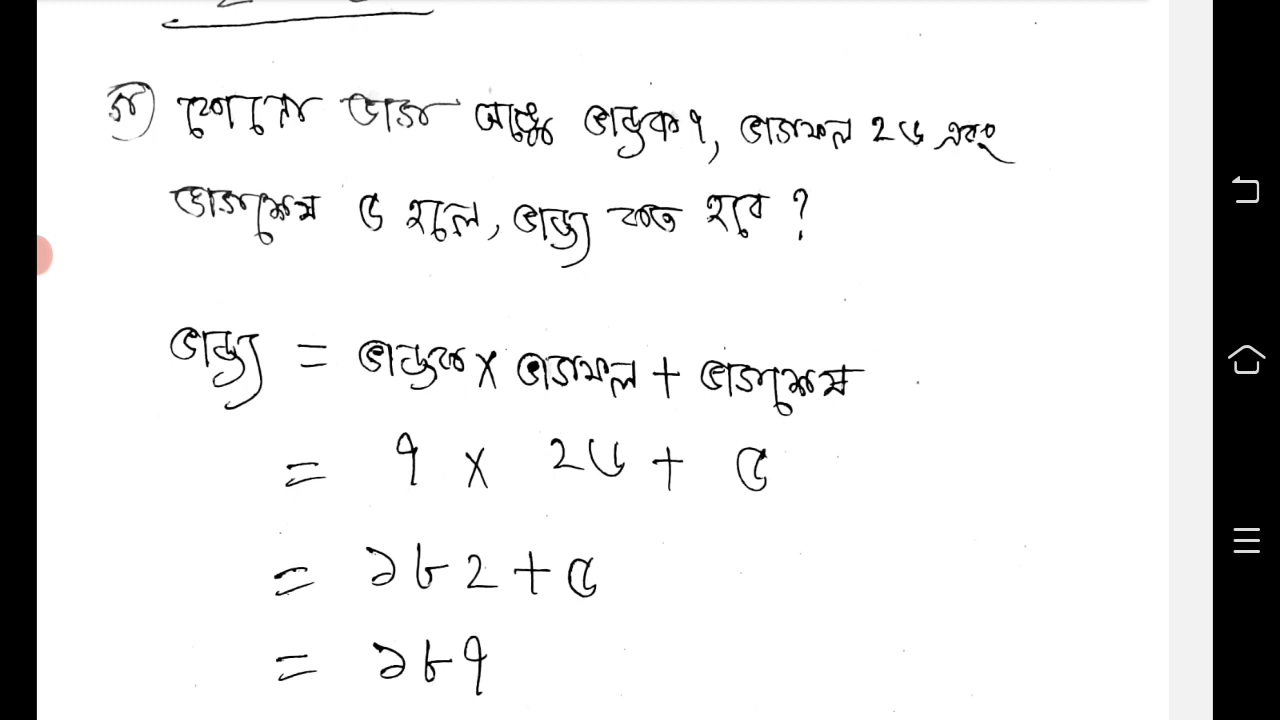 গ) কোনো ভাগ অঙ্কে ভাজক ৭, ভাগফল ২৬ এবং
ভাগশেষ ৫ হলে, ভাজ্য কত হবে ?
ভাজ্য = ভাজক × ভাগফল + ভাগশেষ
= ৭ × ২৬ + ৫
= ১৮২ + ৫
= ১৮৭